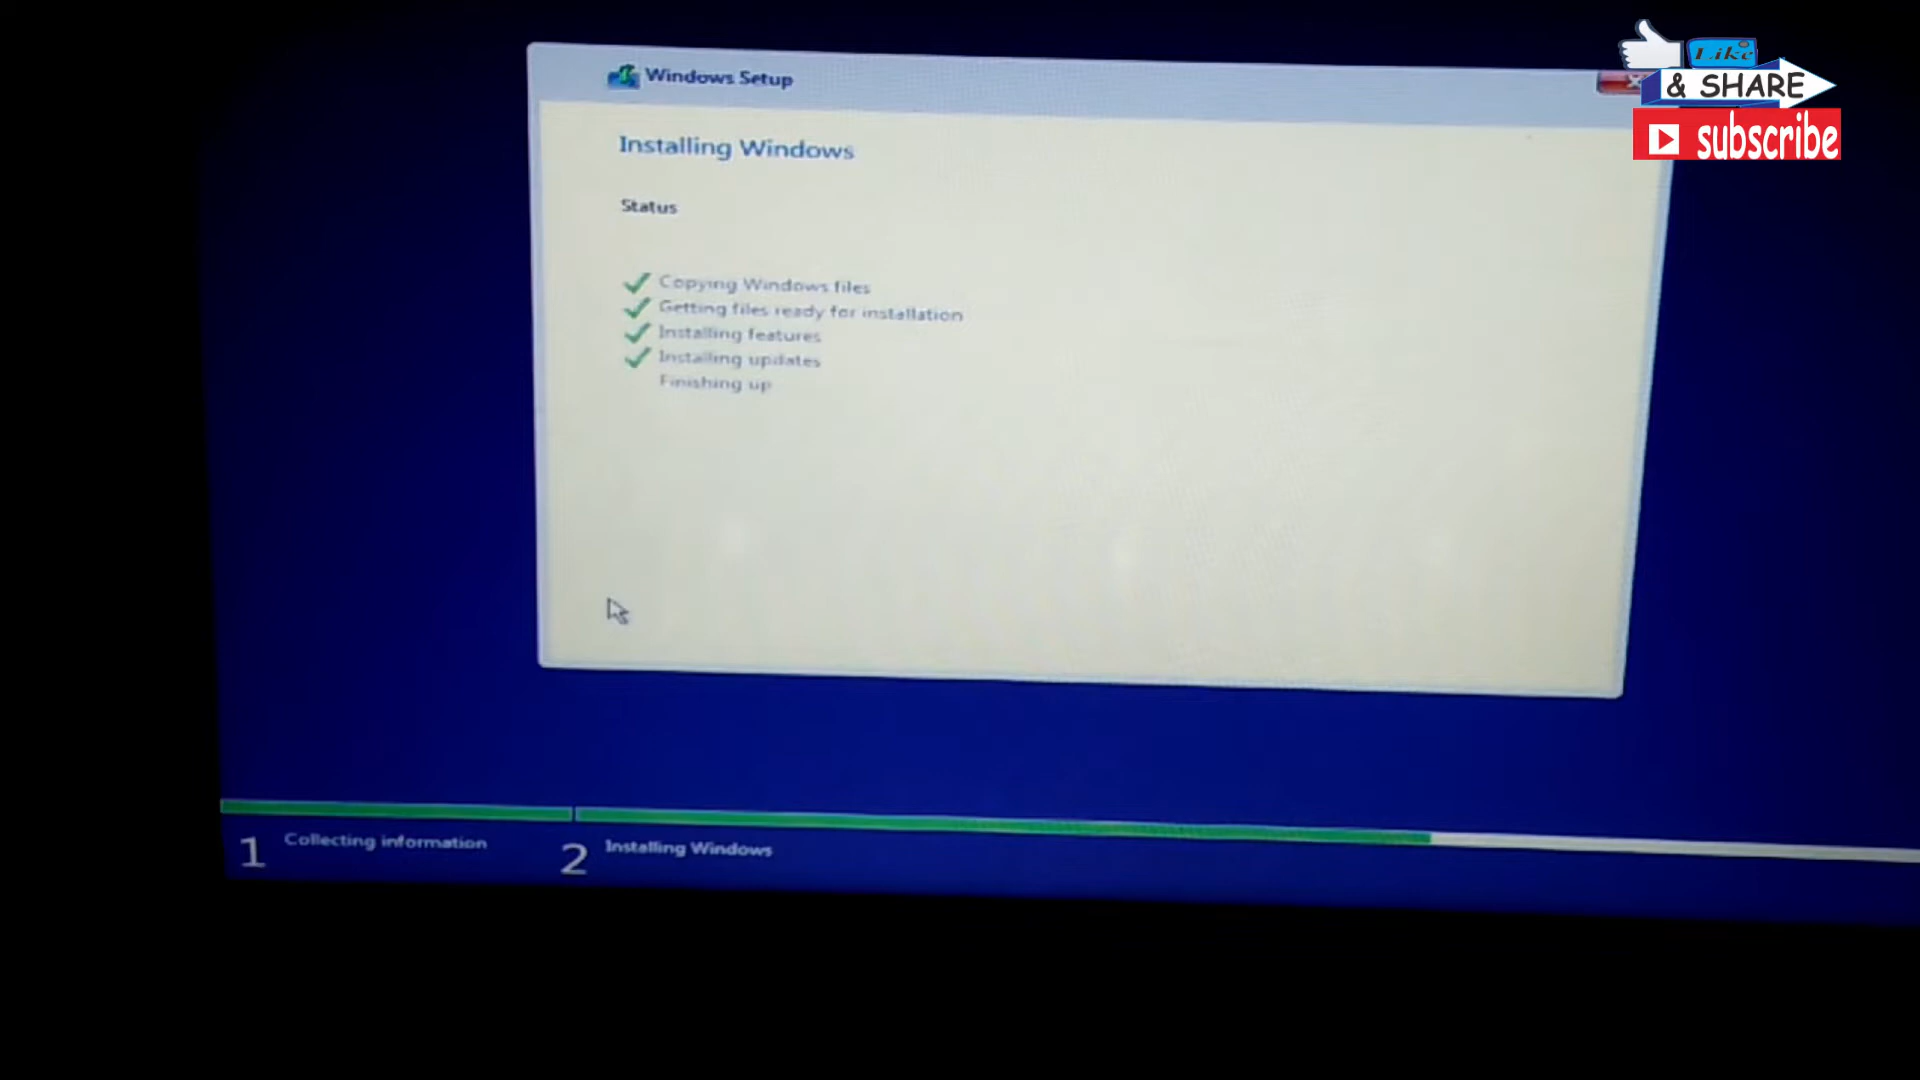 Windows Setup
Like
& SHARE
subscribe
Installing Windows
Status
Copying Windows files
Getting files ready for installation
Installing features
Installing updates
Finishing up
1 Collecting information
2 Installing Windows